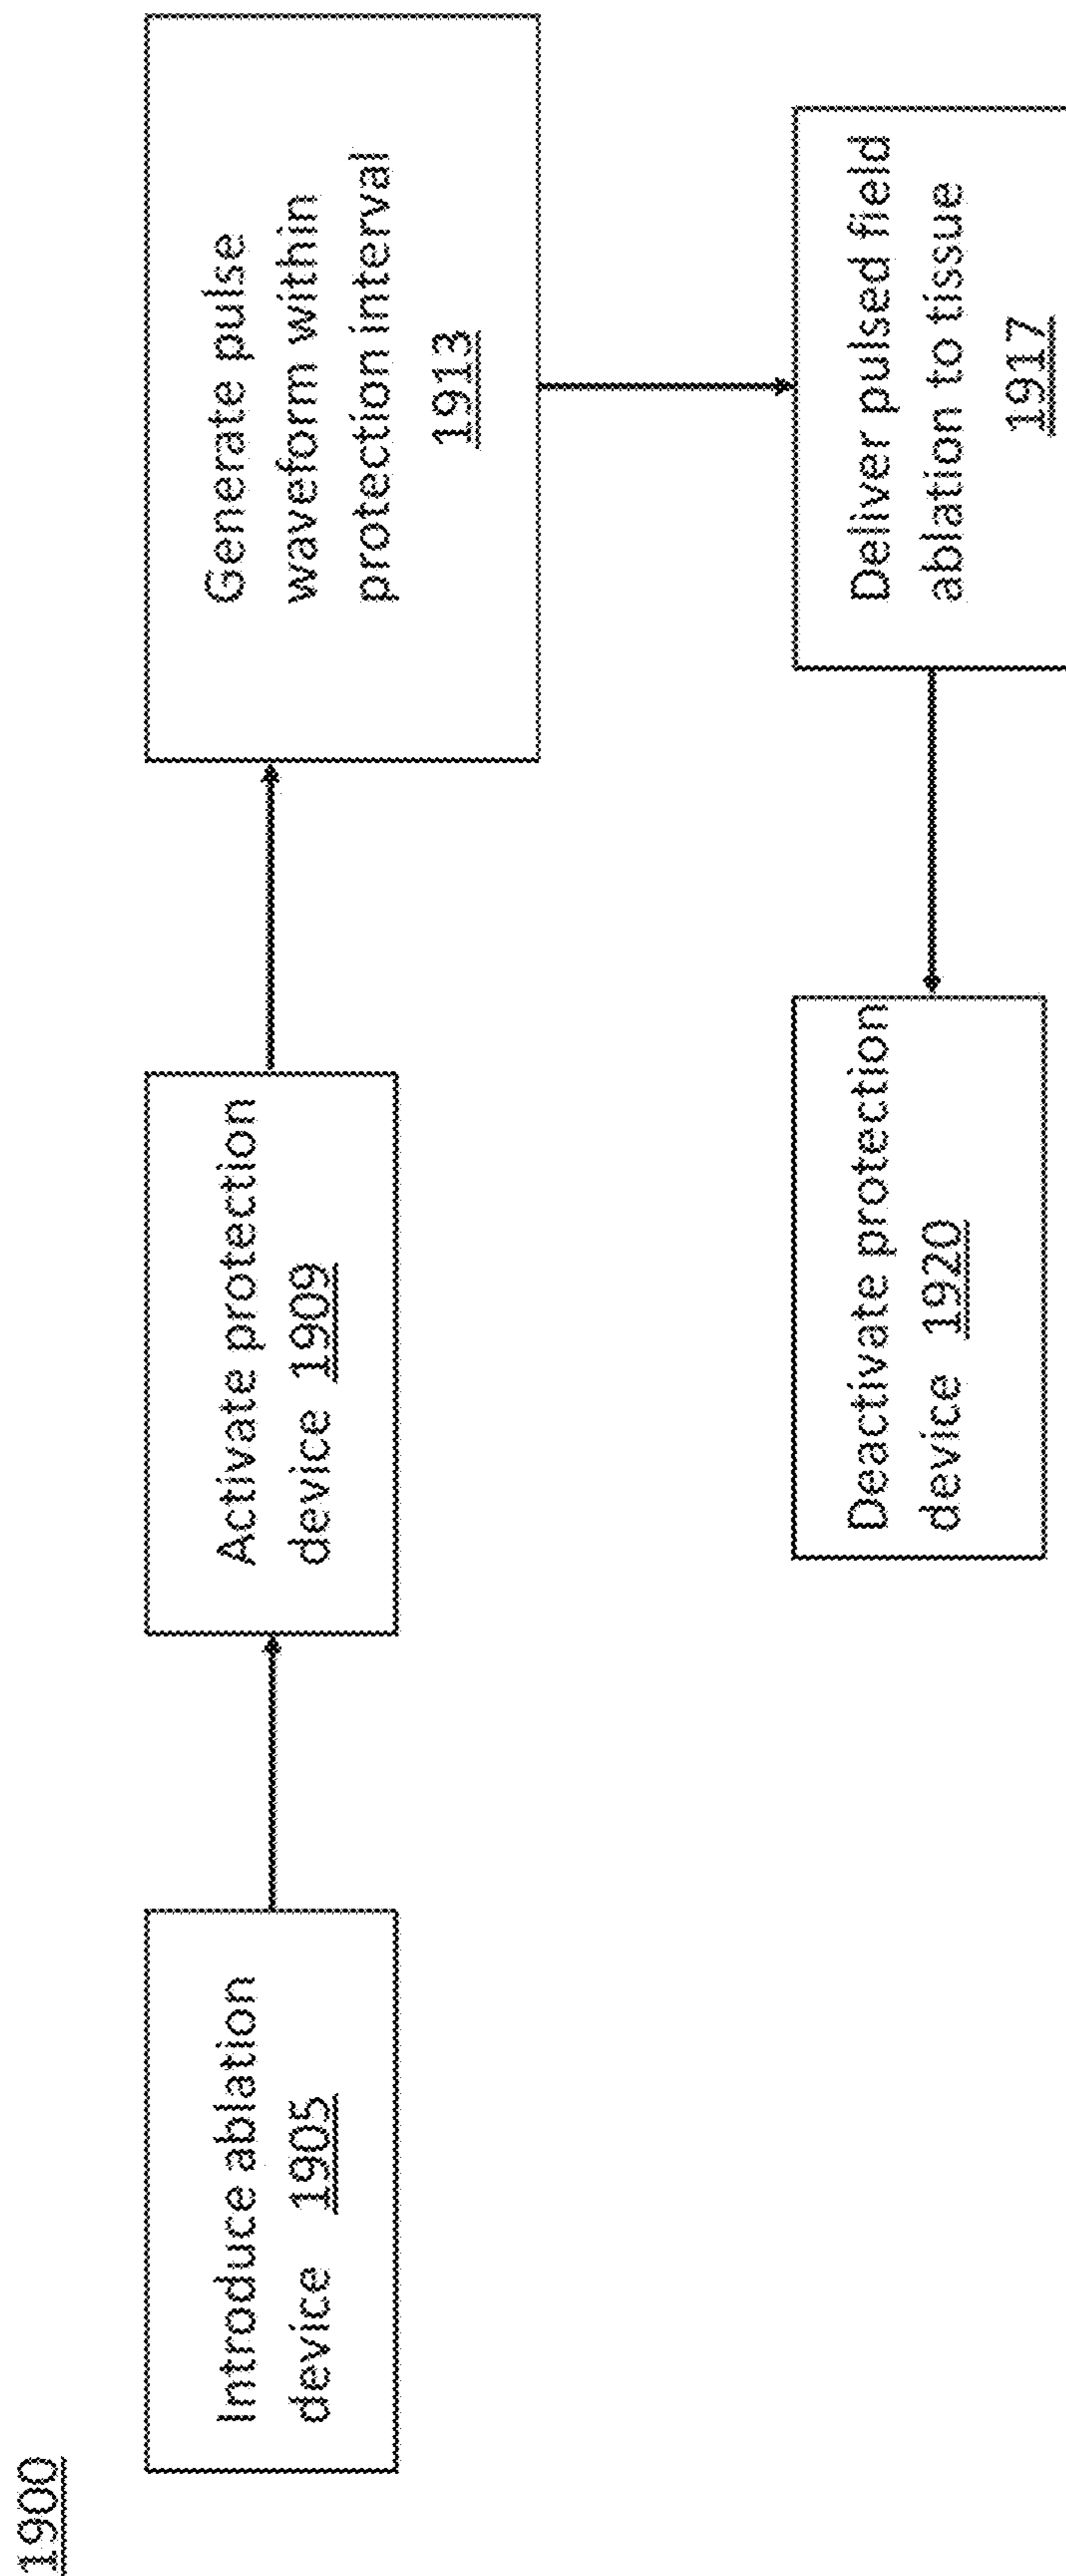 1900
Introduce ablation
device 1905
Activate protection
device 1909
Generate pulse
waveform within
protection interval
1913
Deliver pulsed field
ablation to tissue
1917
Deactivate protection
device 1920